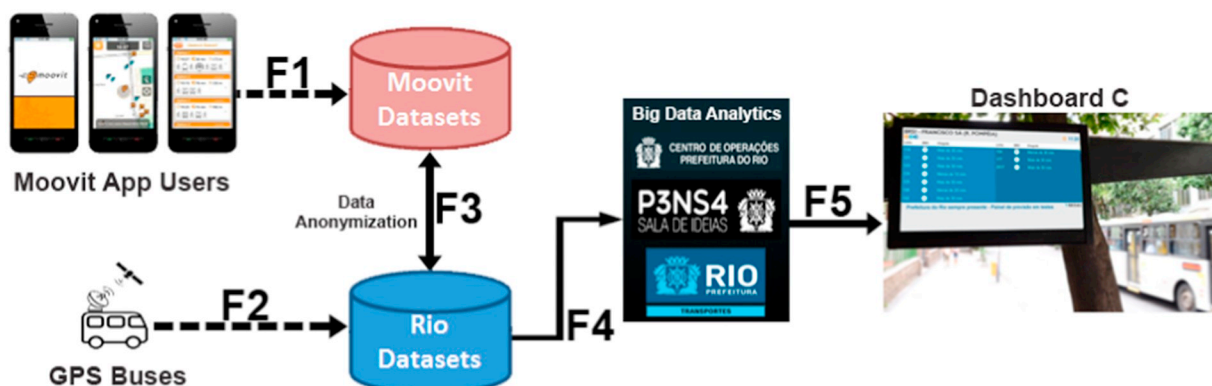 moovit
Moovit App Users
F1
Moovit
Datasets
Data
Anonymization
F3
GPS Buses
F2
Rio
Datasets
F4
Big Data Analytics
CENTRO DE OPERAÇÕES
PREFEITURA DO RIO
P3NS4
SALA DE IDEIAS
RIO
PREFEITURA
TRANSPORTES
F5
Dashboard C